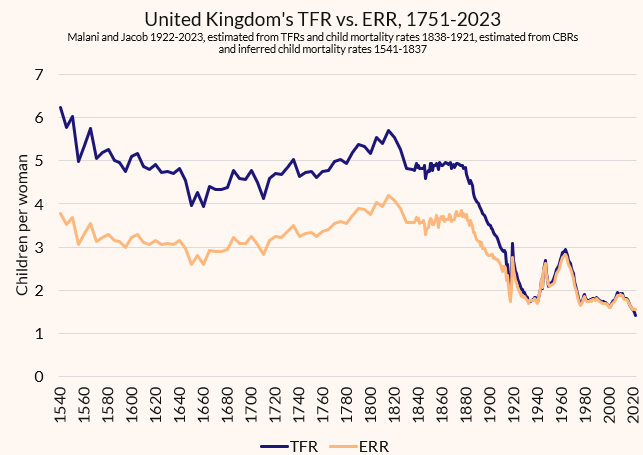 United Kingdom's TFR vs. ERR, 1751-2023
Malani and Jacob 1922-2023, estimated from TFRs and child mortality rates 1838-1921, estimated from CBRs
and inferred child mortality rates 1541-1837
Children per woman
7
6
5
4
3
2
1
0
1540 1560 1580 1600 1620 1640 1660 1680 1700 1720 1740 1760 1780 1800 1820 1840 1860 1880 1900 1920 1940 1960 1980 2000 2020
TFR ERR